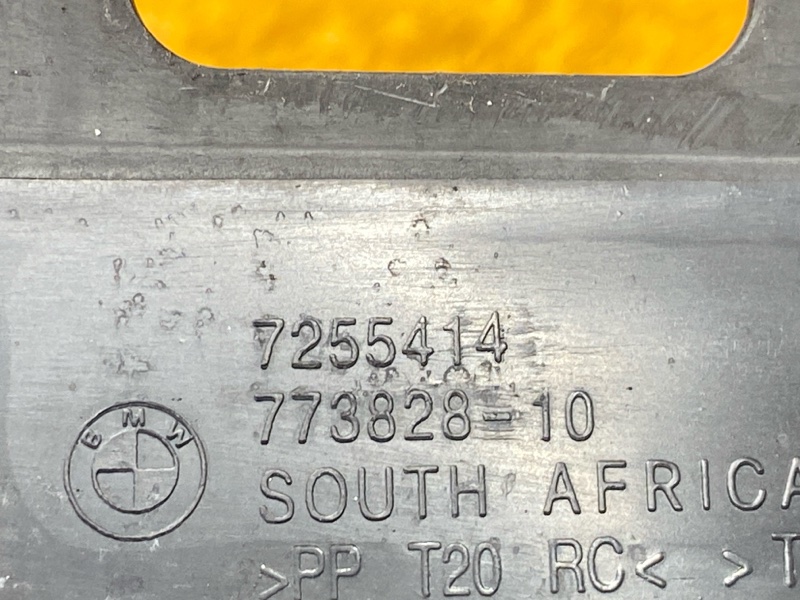 7255414
773828-10
BMW
SOUTH AFRICA
>PP T20 RC< >T